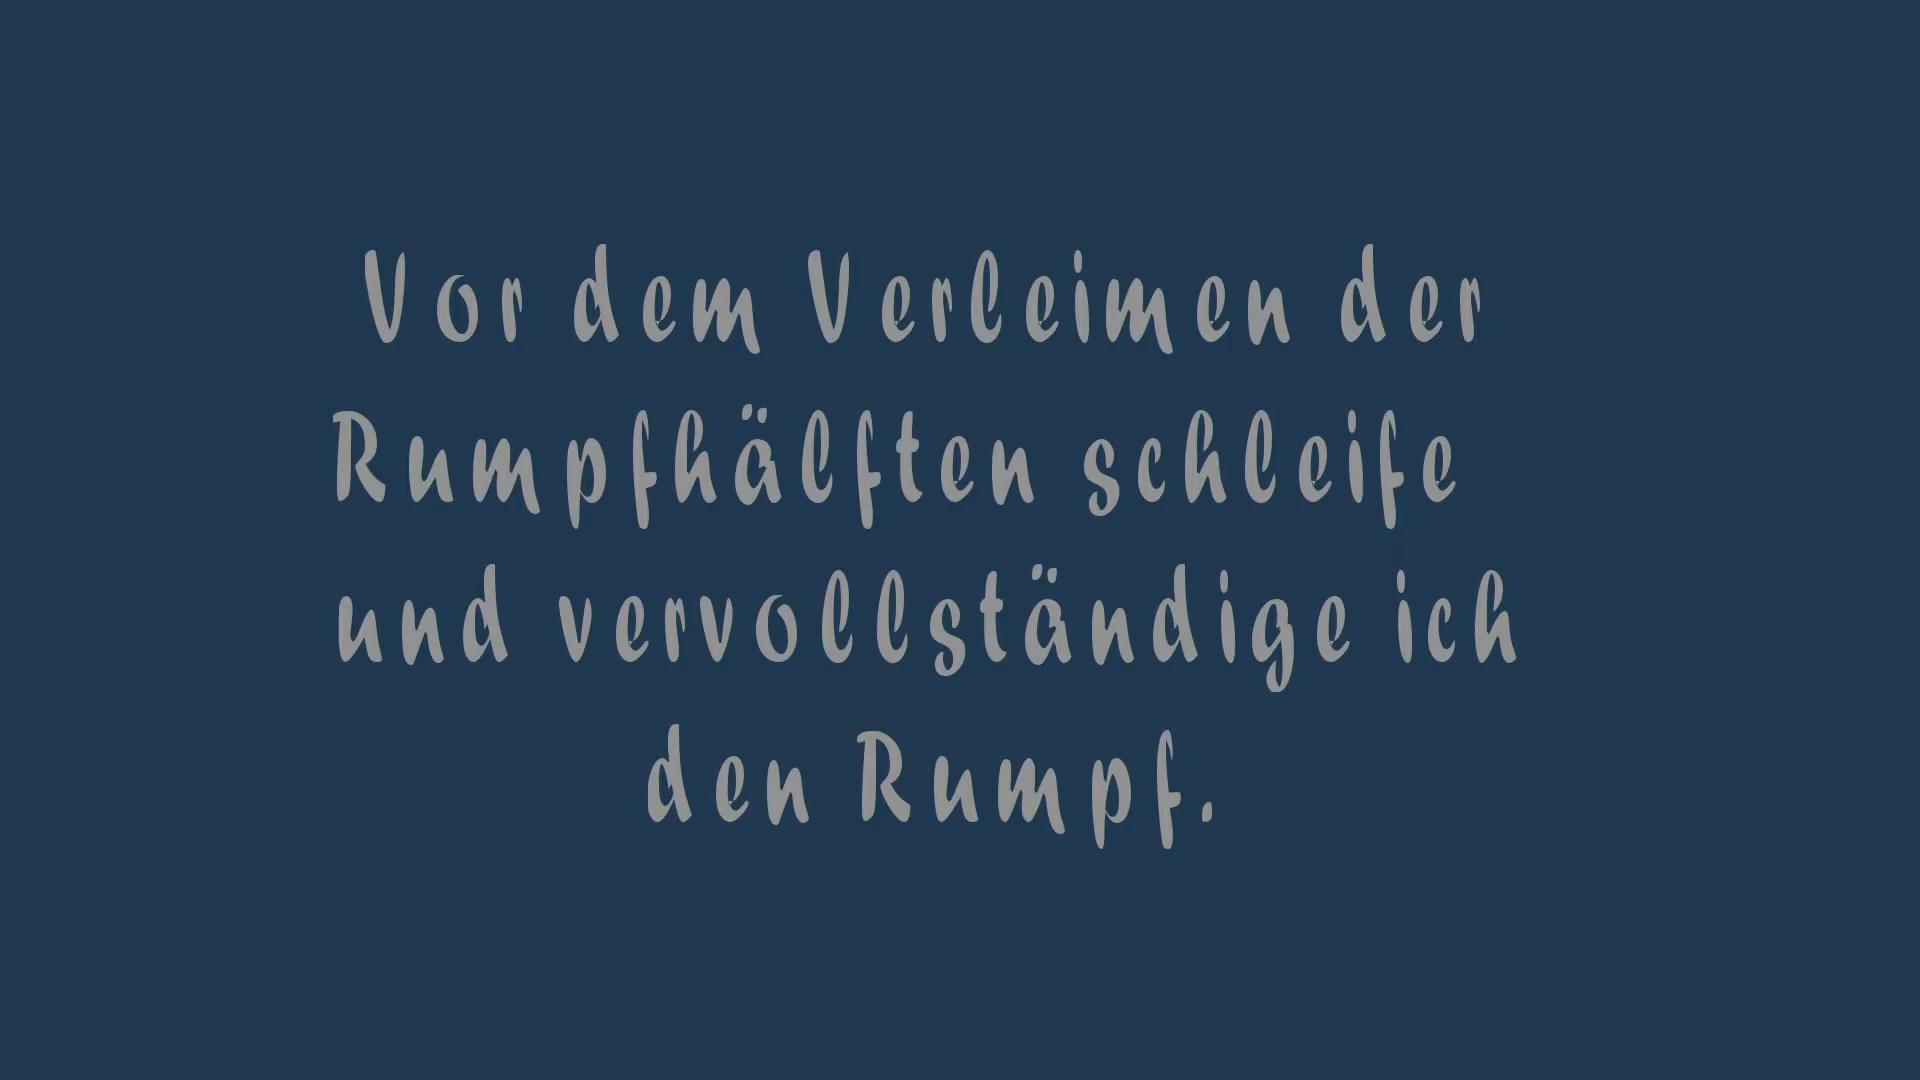 Vor dem Verleimen der
Rumpfhälften schleife
und vervollständige ich
den Rumpf.